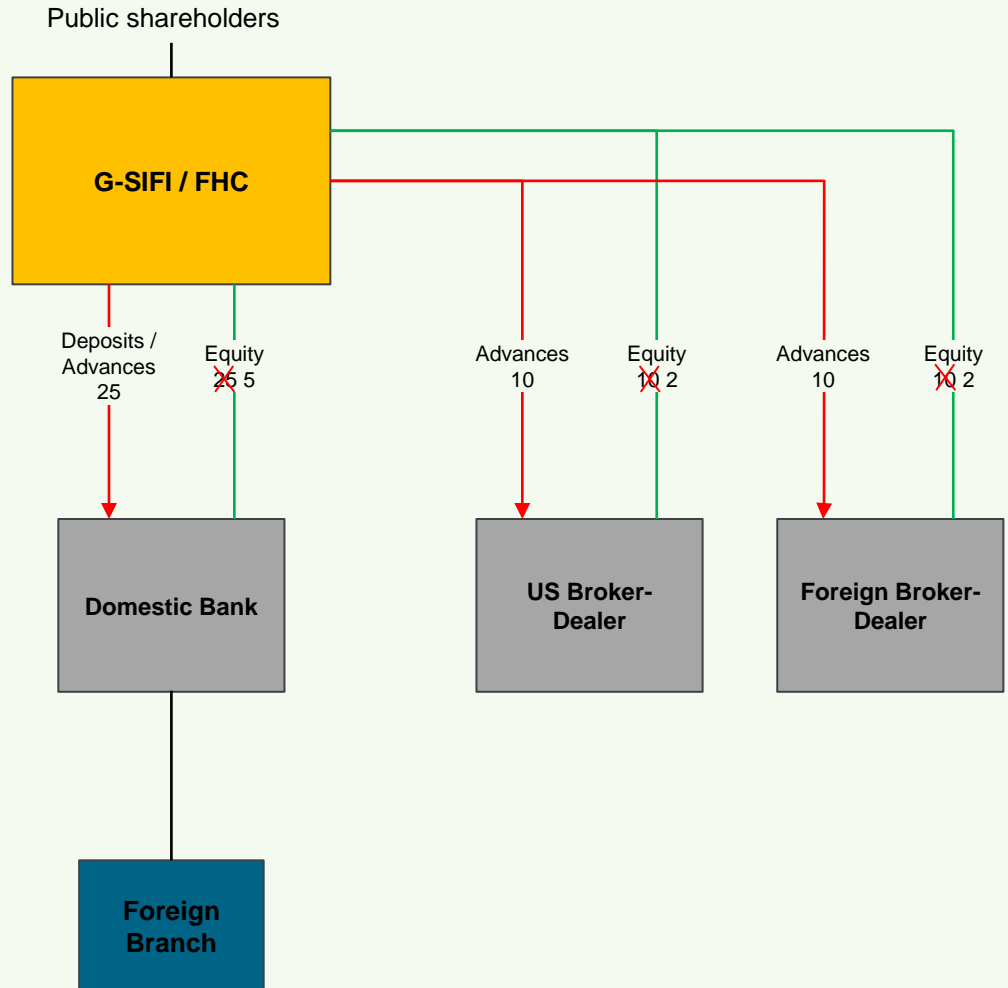 Public shareholders
G-SIFI / FHC
Deposits /
Advances
25
Equity
25 5
Advances
10
Equity
10 2
Advances
10
Equity
10 2
Domestic Bank
US Broker-
Dealer
Foreign Broker-
Dealer
Foreign
Branch